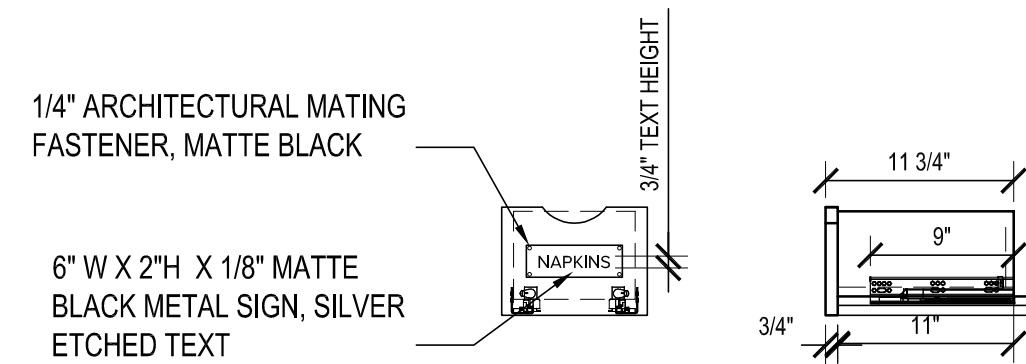 1/4" ARCHITECTURAL MATING
FASTENER, MATTE BLACK
6" W X 2"H  X 1/8" MATTE
BLACK METAL SIGN, SILVER
ETCHED TEXT
3/4" TEXT HEIGHT
NAPKINS
11 3/4"
9"
3/4"
11"